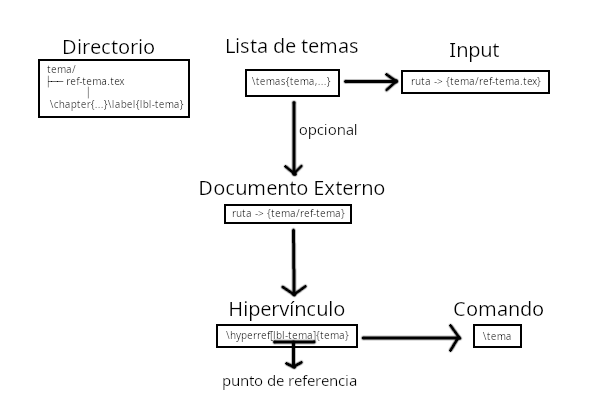 Directorio
tema/
├── ref-tema.tex
|
\chapter{...}\label{lbl-tema}
Lista de temas
\temas{tema,...}
Input
ruta -> {tema/ref-tema.tex}
opcional
Documento Externo
ruta -> {tema/ref-tema}
Hipervínculo
\hyperref[lbl-tema]{tema}
Comando
\tema
punto de referencia